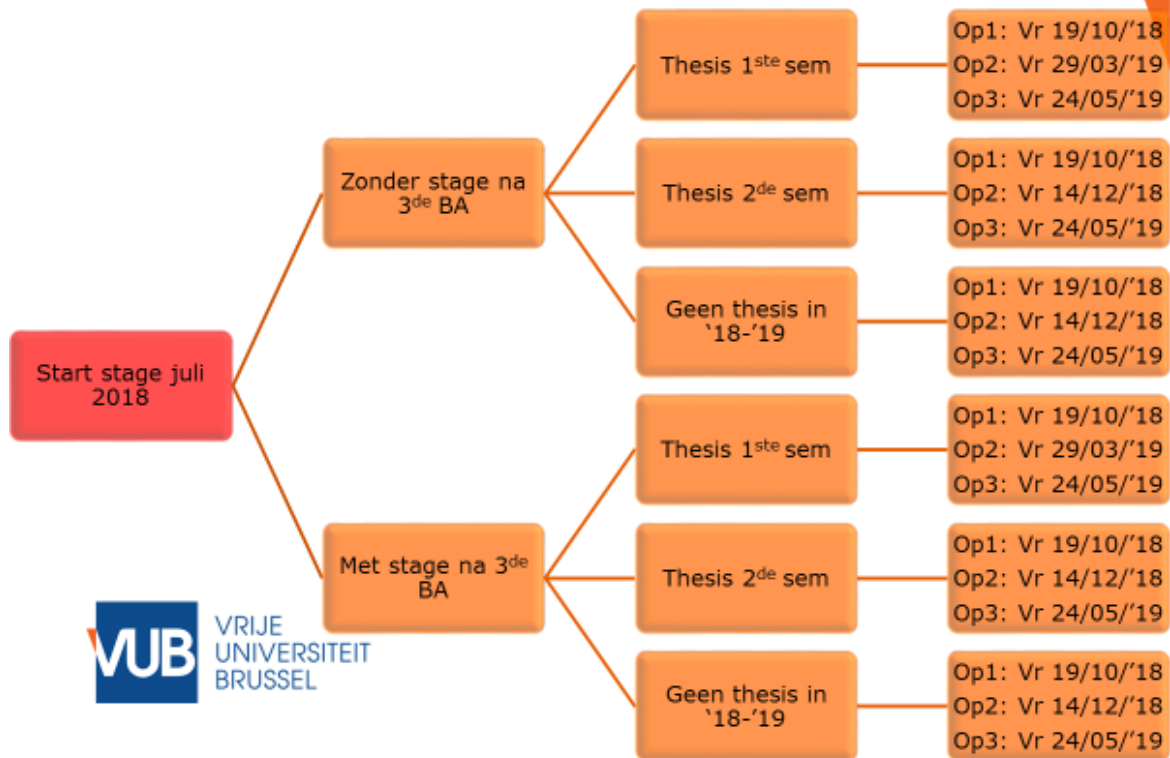 Start stage juli
2018
Zonder stage na
3de BA
Thesis 1ste sem
Op1: Vr 19/10/'18
Op2: Vr 29/03/'19
Op3: Vr 24/05/'19
Thesis 2de sem
Op1: Vr 19/10/'18
Op2: Vr 14/12/'18
Op3: Vr 24/05/'19
Geen thesis in
‘18-’19
Op1: Vr 19/10/'18
Op2: Vr 14/12/'18
Op3: Vr 24/05/'19
Met stage na 3de
BA
Thesis 1ste sem
Op1: Vr 19/10/'18
Op2: Vr 29/03/'19
Op3: Vr 24/05/'19
Thesis 2de sem
Op1: Vr 19/10/'18
Op2: Vr 14/12/'18
Op3: Vr 24/05/'19
Geen thesis in
‘18-’19
Op1: Vr 19/10/'18
Op2: Vr 14/12/'18
Op3: Vr 24/05/'19
VUB
VRIJE
UNIVERSITEIT
BRUSSEL